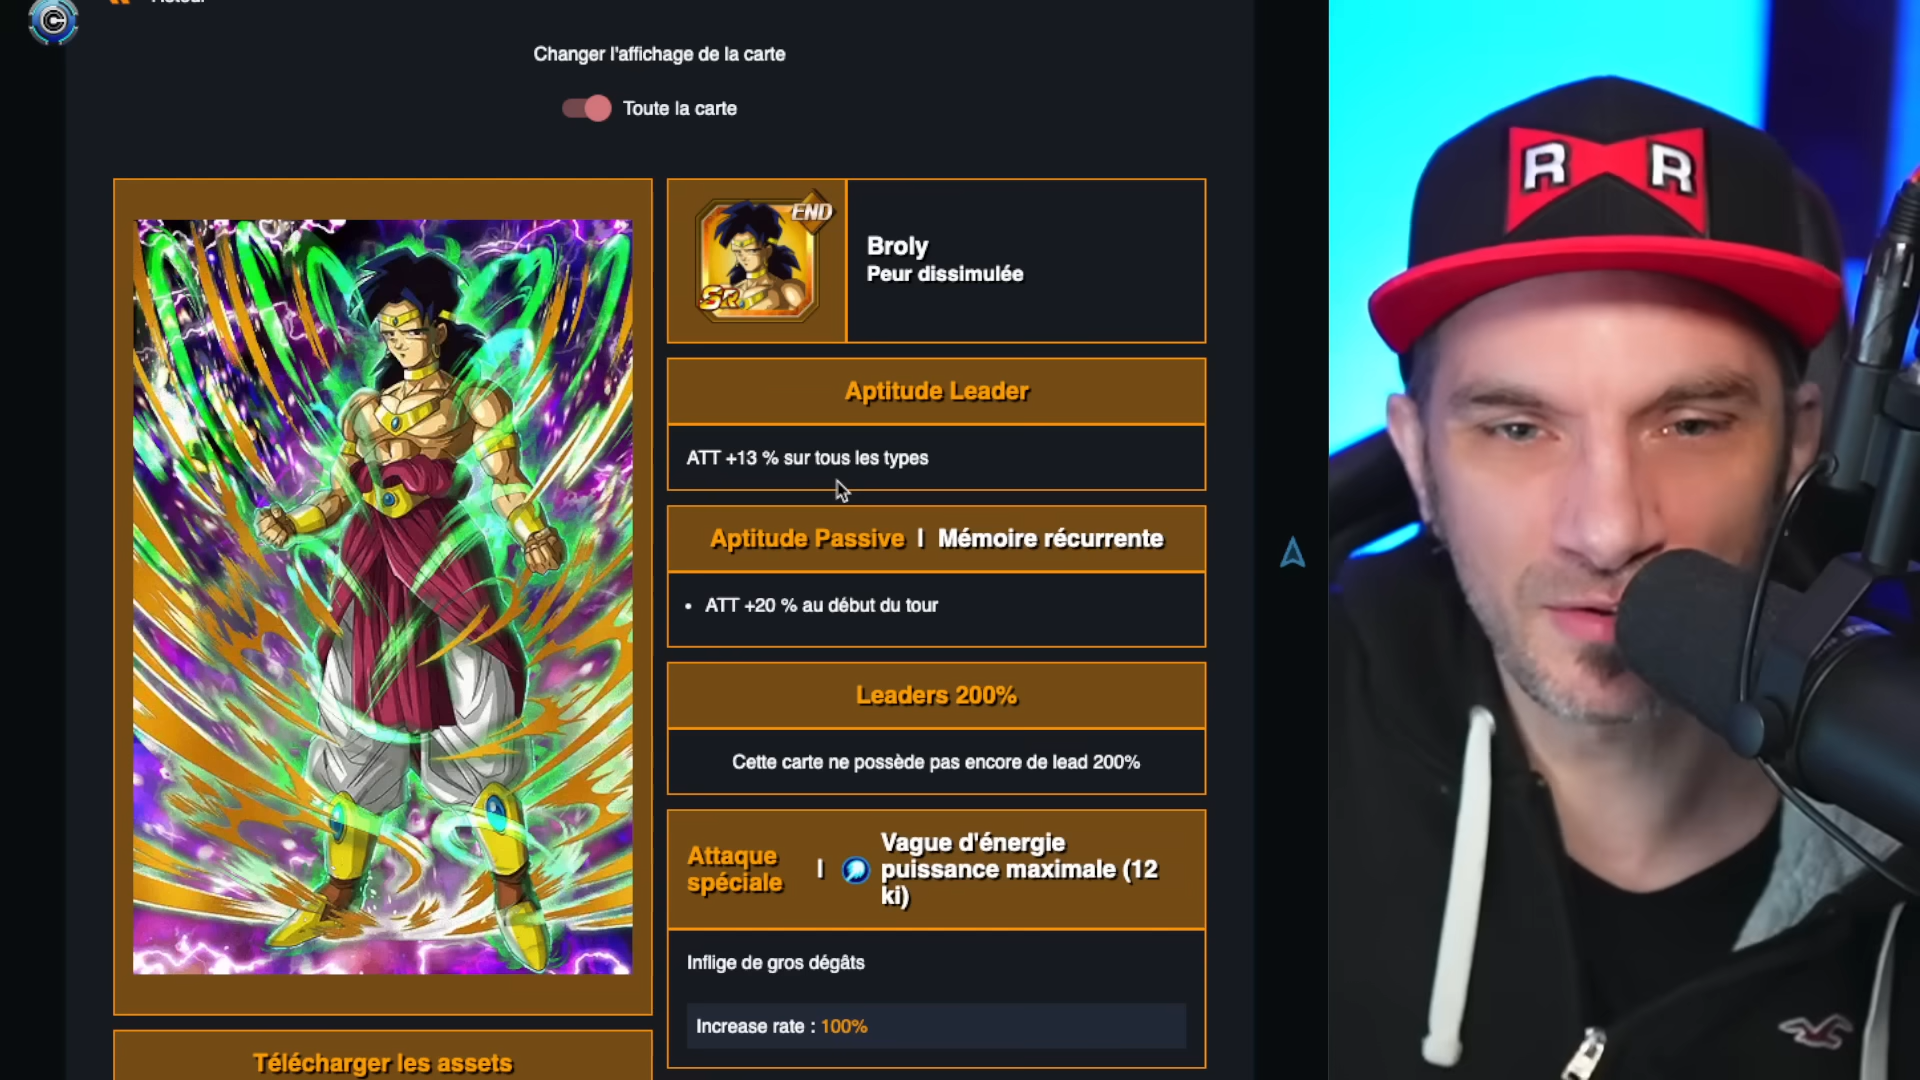 Changer l'affichage de la carte
Toute la carte
END
SR
Broly
Peur dissimulée
Aptitude Leader
ATT +13 % sur tous les types
Aptitude Passive | Mémoire récurrente
• ATT +20 % au début du tour
Leaders 200%
Cette carte ne possède pas encore de lead 200%
Attaque spéciale | Vague d'énergie puissance maximale (12 ki)
Inflige de gros dégâts
Increase rate : 100%
Télécharger les assets
R R